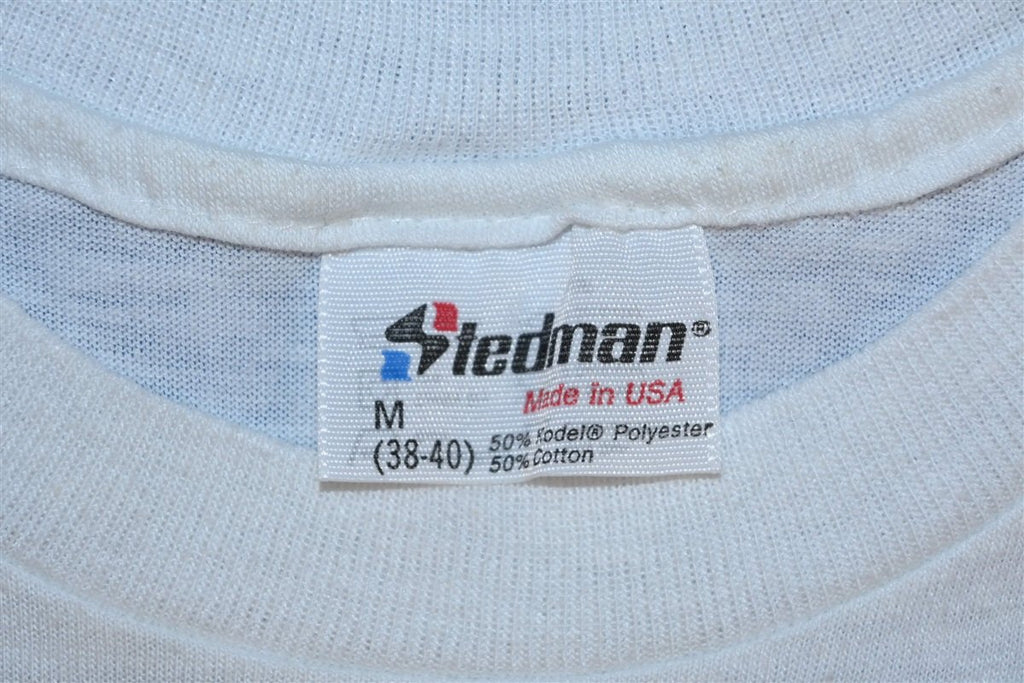 Stedman®
Made in USA
M
(38-40)
50% Kodel® Polyester
50% Cotton